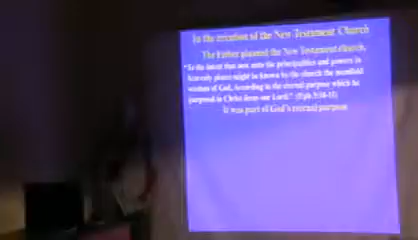 In the creation of the New Testament Church
The Father planned the New Testament church.
"To the intent that now unto the principalities and powers in
heavenly places might be known by the church the manifold
wisdom of God, According to the eternal purpose which he
purposed in Christ Jesus our Lord:" (Eph 3:10-11)
It was part of God's eternal purpose